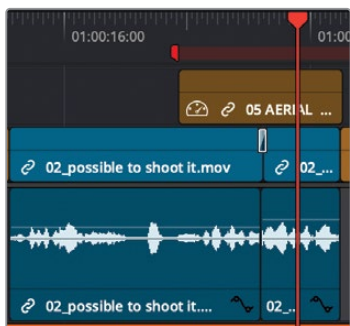 01:00:16:00
01:00
05 AERIAL ...
02_possible to shoot it.mov
02_...
02_possible to shoot it....
02_..